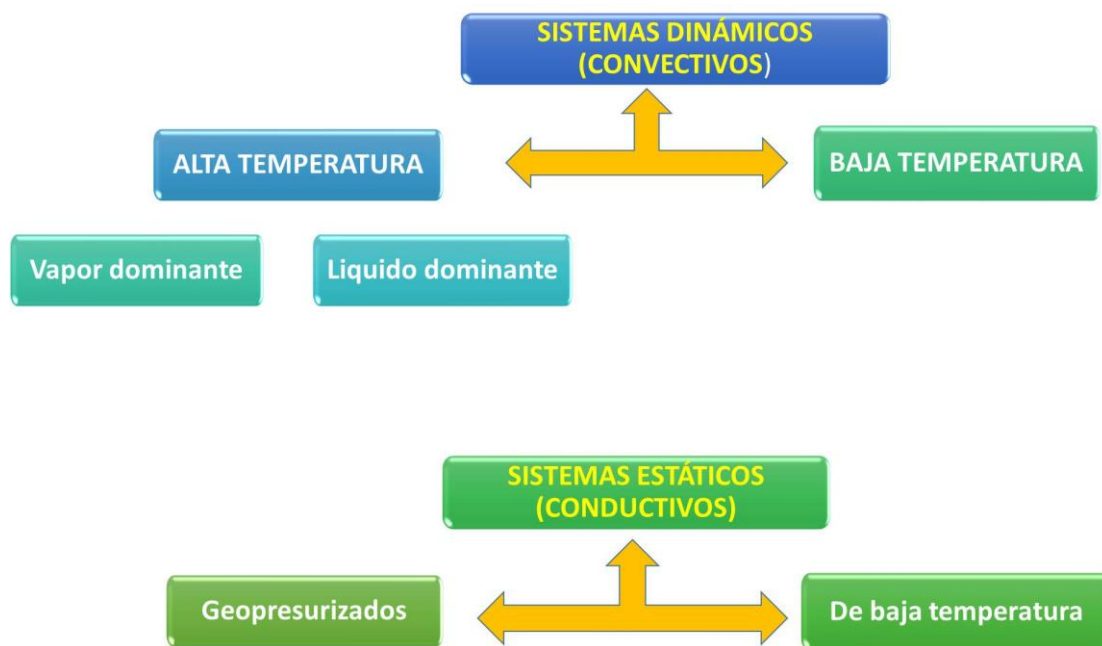 SISTEMAS DINÁMICOS
(CONVECTIVOS)
ALTA TEMPERATURA
BAJA TEMPERATURA
Vapor dominante
Liquido dominante
SISTEMAS ESTÁTICOS
(CONDUCTIVOS)
Geopresurizados
De baja temperatura